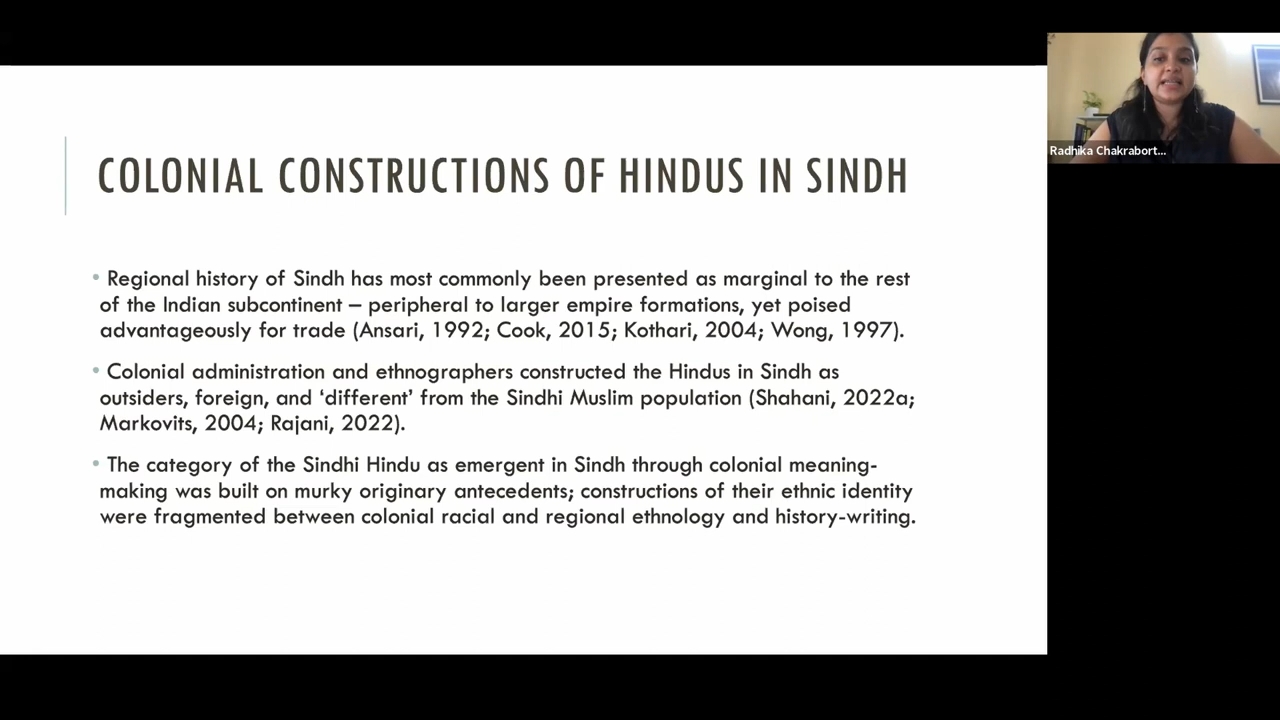 COLONIAL CONSTRUCTIONS OF HINDUS IN SINDH
• Regional history of Sindh has most commonly been presented as marginal to the rest
of the Indian subcontinent – peripheral to larger empire formations, yet poised
advantageously for trade (Ansari, 1992; Cook, 2015; Kothari, 2004; Wong, 1997).
• Colonial administration and ethnographers constructed the Hindus in Sindh as
outsiders, foreign, and ‘different’ from the Sindhi Muslim population (Shahani, 2022a;
Markovits, 2004; Rajani, 2022).
• The category of the Sindhi Hindu as emergent in Sindh through colonial meaning-
making was built on murky originary antecedents; constructions of their ethnic identity
were fragmented between colonial racial and regional ethnology and history-writing.
Radhika Chakrabort...